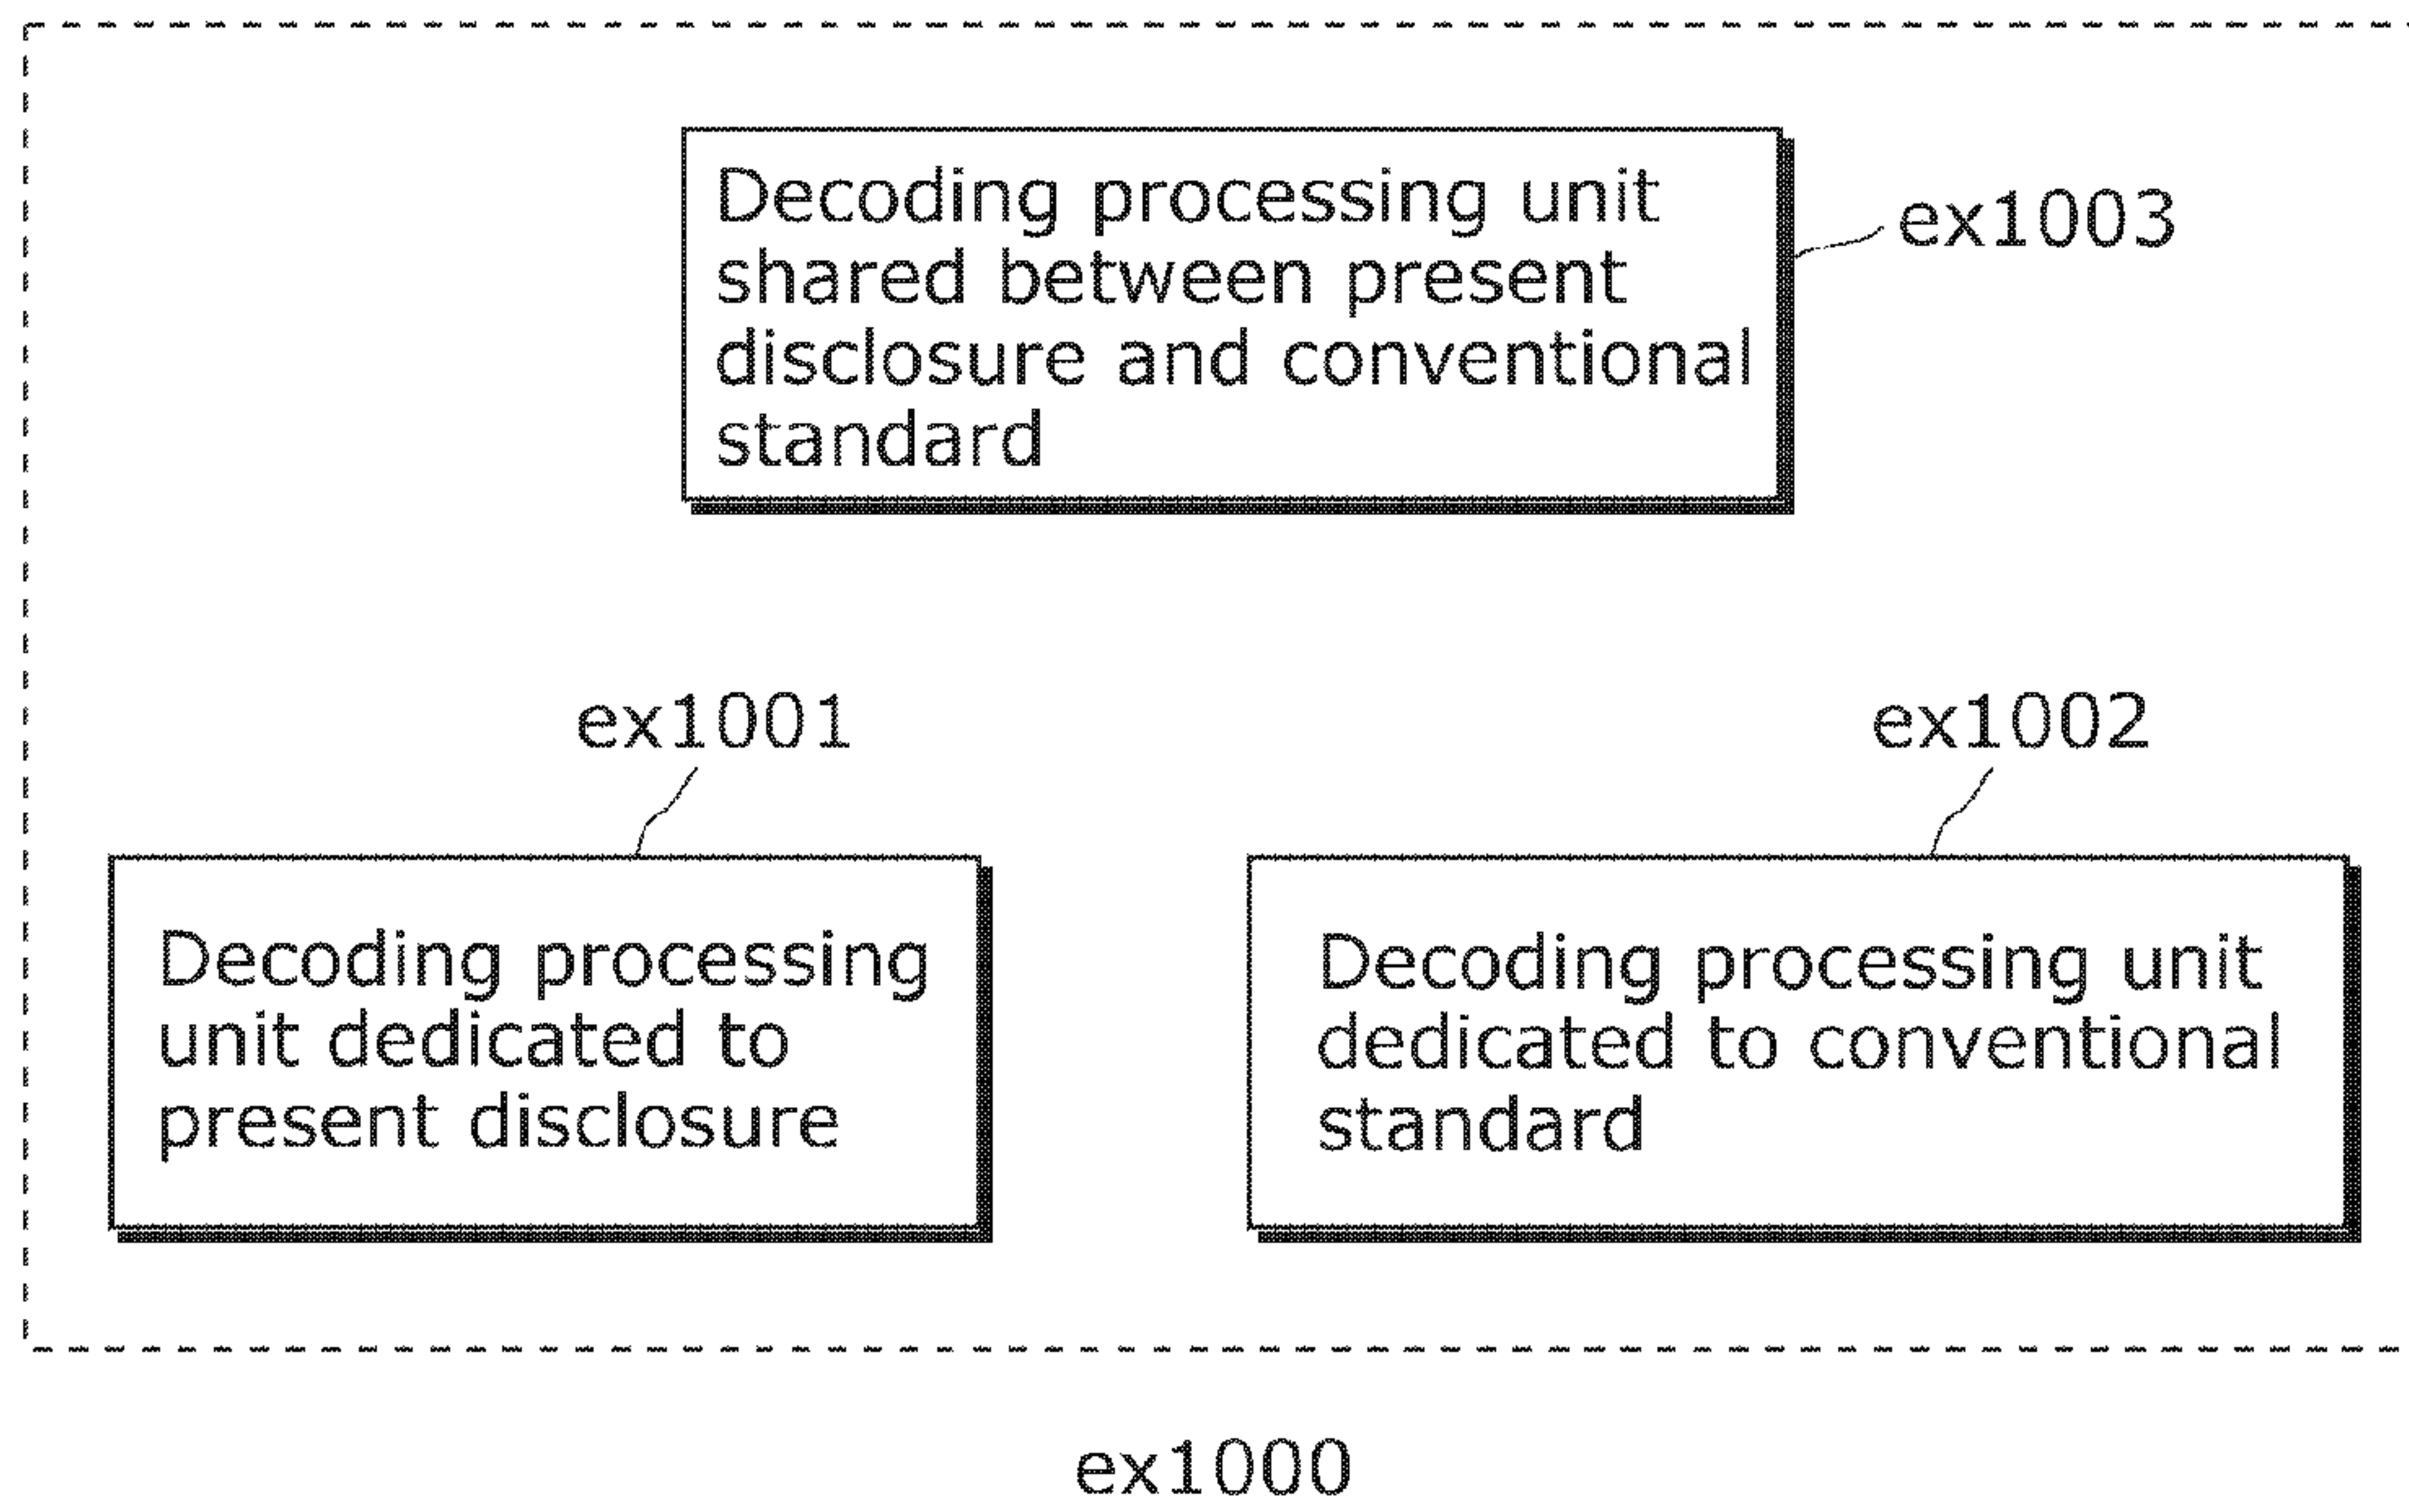 Decoding processing unit
shared between present
disclosure and conventional
standard
ex1003
ex1001
ex1002
Decoding processing
unit dedicated to
present disclosure
Decoding processing unit
dedicated to conventional
standard
ex1000